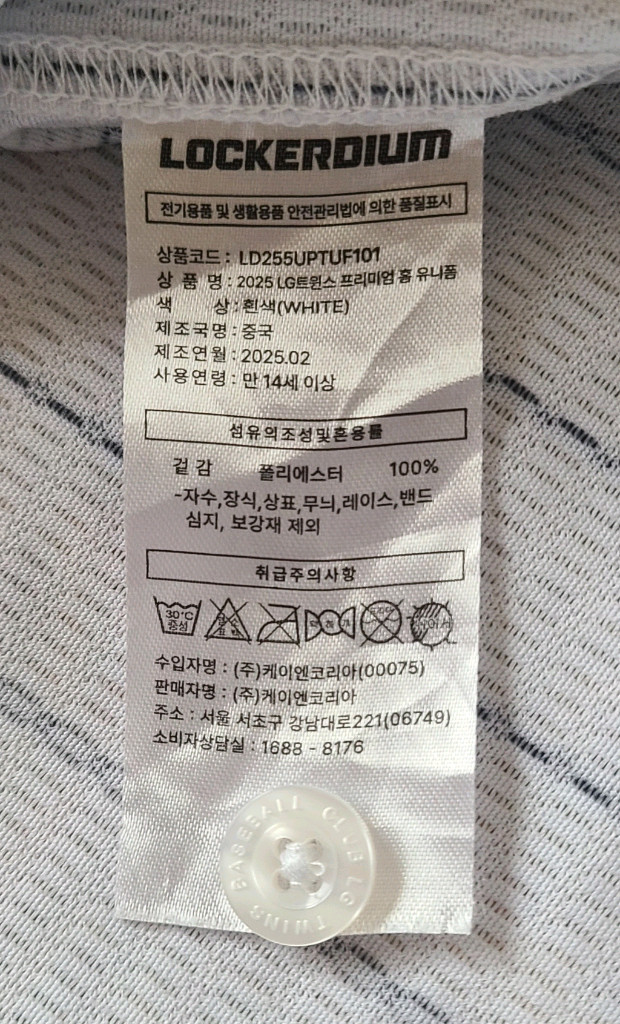 LOCKERDIUM
전기용품 및 생활용품 안전관리법에 의한 품질표시
상품코드 : LD255UPTUF101
상 품 명 : 2025 LG트윈스 프리미엄 홈 유니폼
색 상 : 흰색(WHITE)
제조국명 : 중국
제조연월 : 2025.02
사용연령 : 만 14세 이상
섬유의조성및혼용률
겉감 폴리에스터 100%
-자수,장식,상표,무늬,레이스,밴드
심지, 보강재 제외
취급주의사항
30°C
중성
수입자명 : (주)케이엔코리아(00075)
판매자명 : (주)케이엔코리아
주소 : 서울 서초구 강남대로221(06749)
소비자상담실 : 1688 - 8176
BASEBALL CLUB LG TWINS